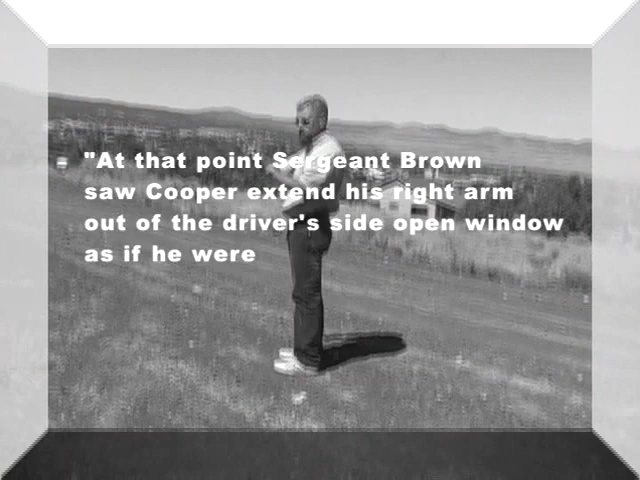 "At that point Sergeant Brown
saw Cooper extend his right arm
out of the driver's side open window
as if he were